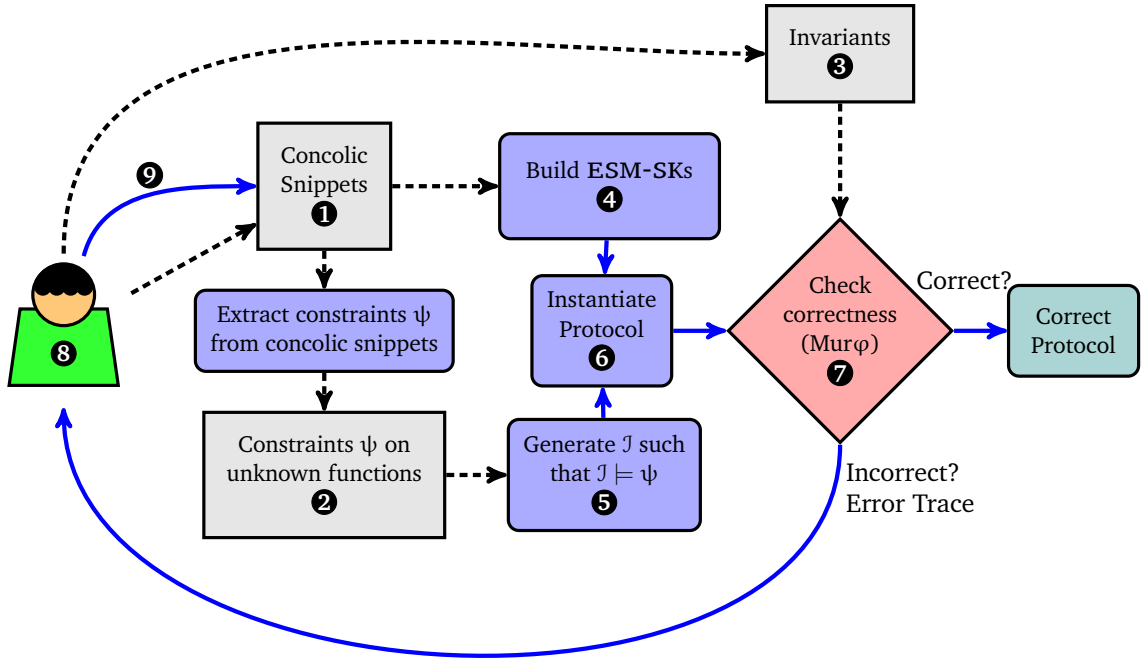 Invariants
❸
❾
Concolic
Snippets
❶
Build ESM-SKs
❹
Extract constraints ψ
from concolic snippets
Instantiate
Protocol
❻
Check
correctness
(Murφ)
❼
Correct?
Correct
Protocol
❽
Constraints ψ on
unknown functions
❷
Generate ℐ such
that ℐ ⊨ ψ
❺
Incorrect?
Error Trace